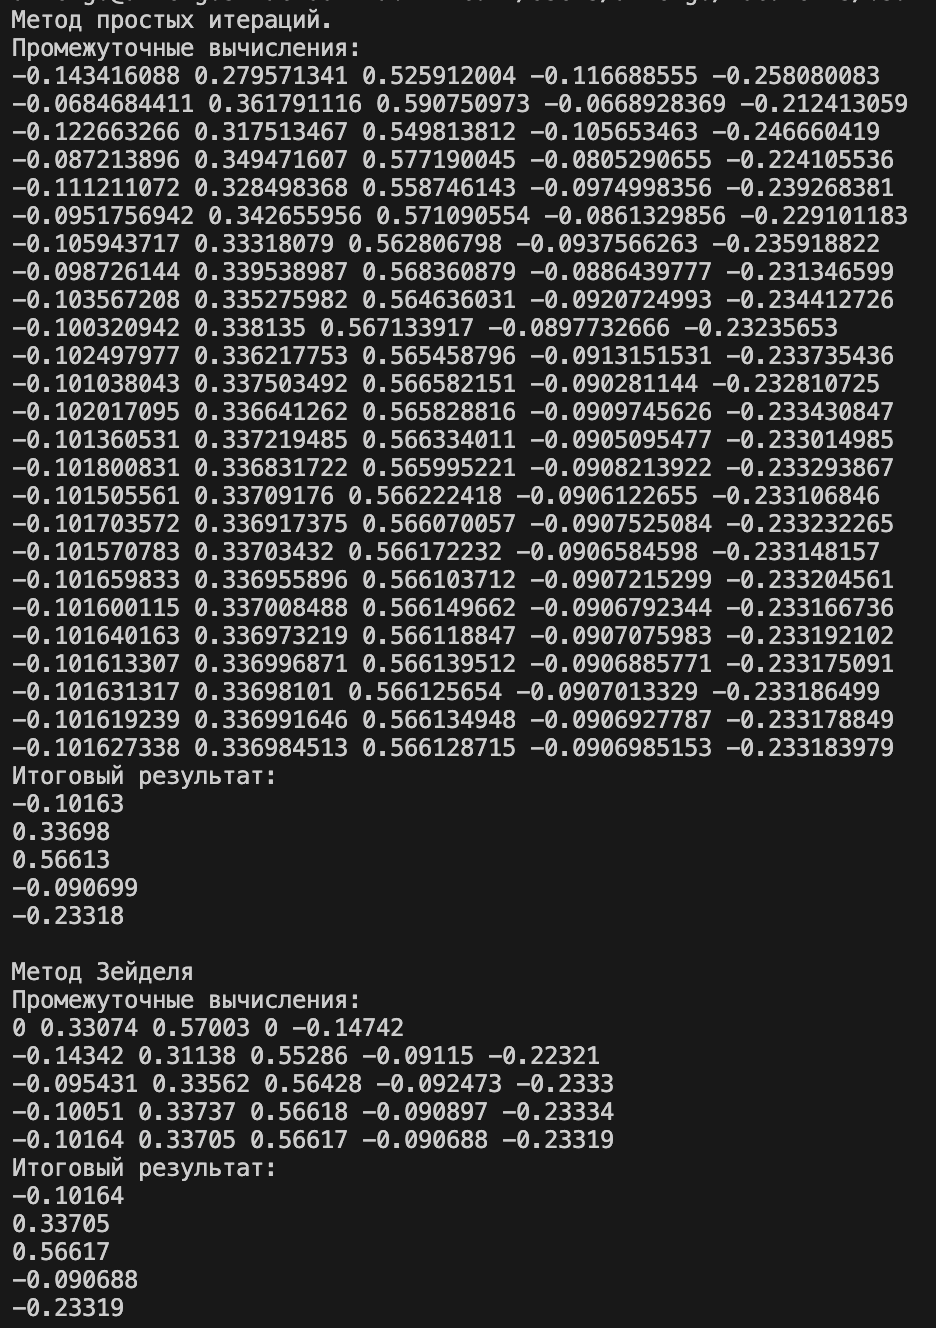 Метод простых итераций.
Промежуточные вычисления:
-0.143416088 0.279571341 0.525912004 -0.116688555 -0.258080083
-0.0684684411 0.361791116 0.590750973 -0.0668928369 -0.212413059
-0.122663266 0.317513467 0.549813812 -0.105653463 -0.246660419
-0.087213896 0.349471607 0.577190045 -0.0805290655 -0.224105536
-0.111211072 0.328498368 0.558746143 -0.0974998356 -0.239268381
-0.0951756942 0.342655956 0.571090554 -0.0861329856 -0.229101183
-0.105943717 0.33318079 0.562806798 -0.0937566263 -0.235918822
-0.098726144 0.339538987 0.568360879 -0.0886439777 -0.231346599
-0.103567208 0.335275982 0.564636031 -0.0920724993 -0.234412726
-0.100320942 0.338135 0.567133917 -0.0897732666 -0.23235653
-0.102497977 0.336217753 0.565458796 -0.0913151531 -0.233735436
-0.101038043 0.337503492 0.566582151 -0.090281144 -0.232810725
-0.102017095 0.336641262 0.565828816 -0.0909745626 -0.233430847
-0.101360531 0.337219485 0.566334011 -0.0905095477 -0.233014985
-0.101800831 0.336831722 0.565995221 -0.0908213922 -0.233293867
-0.101505561 0.33709176 0.566222418 -0.0906122655 -0.233106846
-0.101703572 0.336917375 0.566070057 -0.0907525084 -0.233232265
-0.101570783 0.33703432 0.566172232 -0.0906584598 -0.233148157
-0.101659833 0.336955896 0.566103712 -0.0907215299 -0.233204561
-0.101600115 0.337008488 0.566149662 -0.0906792344 -0.233166736
-0.101640163 0.336973219 0.566118847 -0.0907075983 -0.233192102
-0.101613307 0.336996871 0.566139512 -0.0906885771 -0.233175091
-0.101631317 0.33698101 0.566125654 -0.0907013329 -0.233186499
-0.101619239 0.336991646 0.566134948 -0.0906927787 -0.233178849
-0.101627338 0.336984513 0.566128715 -0.0906985153 -0.233183979
Итоговый результат:
-0.10163
0.33698
0.56613
-0.090699
-0.23318
Метод Зейделя
Промежуточные вычисления:
0 0.33074 0.57003 0 -0.14742
-0.14342 0.31138 0.55286 -0.09115 -0.22321
-0.095431 0.33562 0.56428 -0.092473 -0.2333
-0.10051 0.33737 0.56618 -0.090897 -0.23334
-0.10164 0.33705 0.56617 -0.090688 -0.23319
Итоговый результат:
-0.10164
0.33705
0.56617
-0.090688
-0.23319